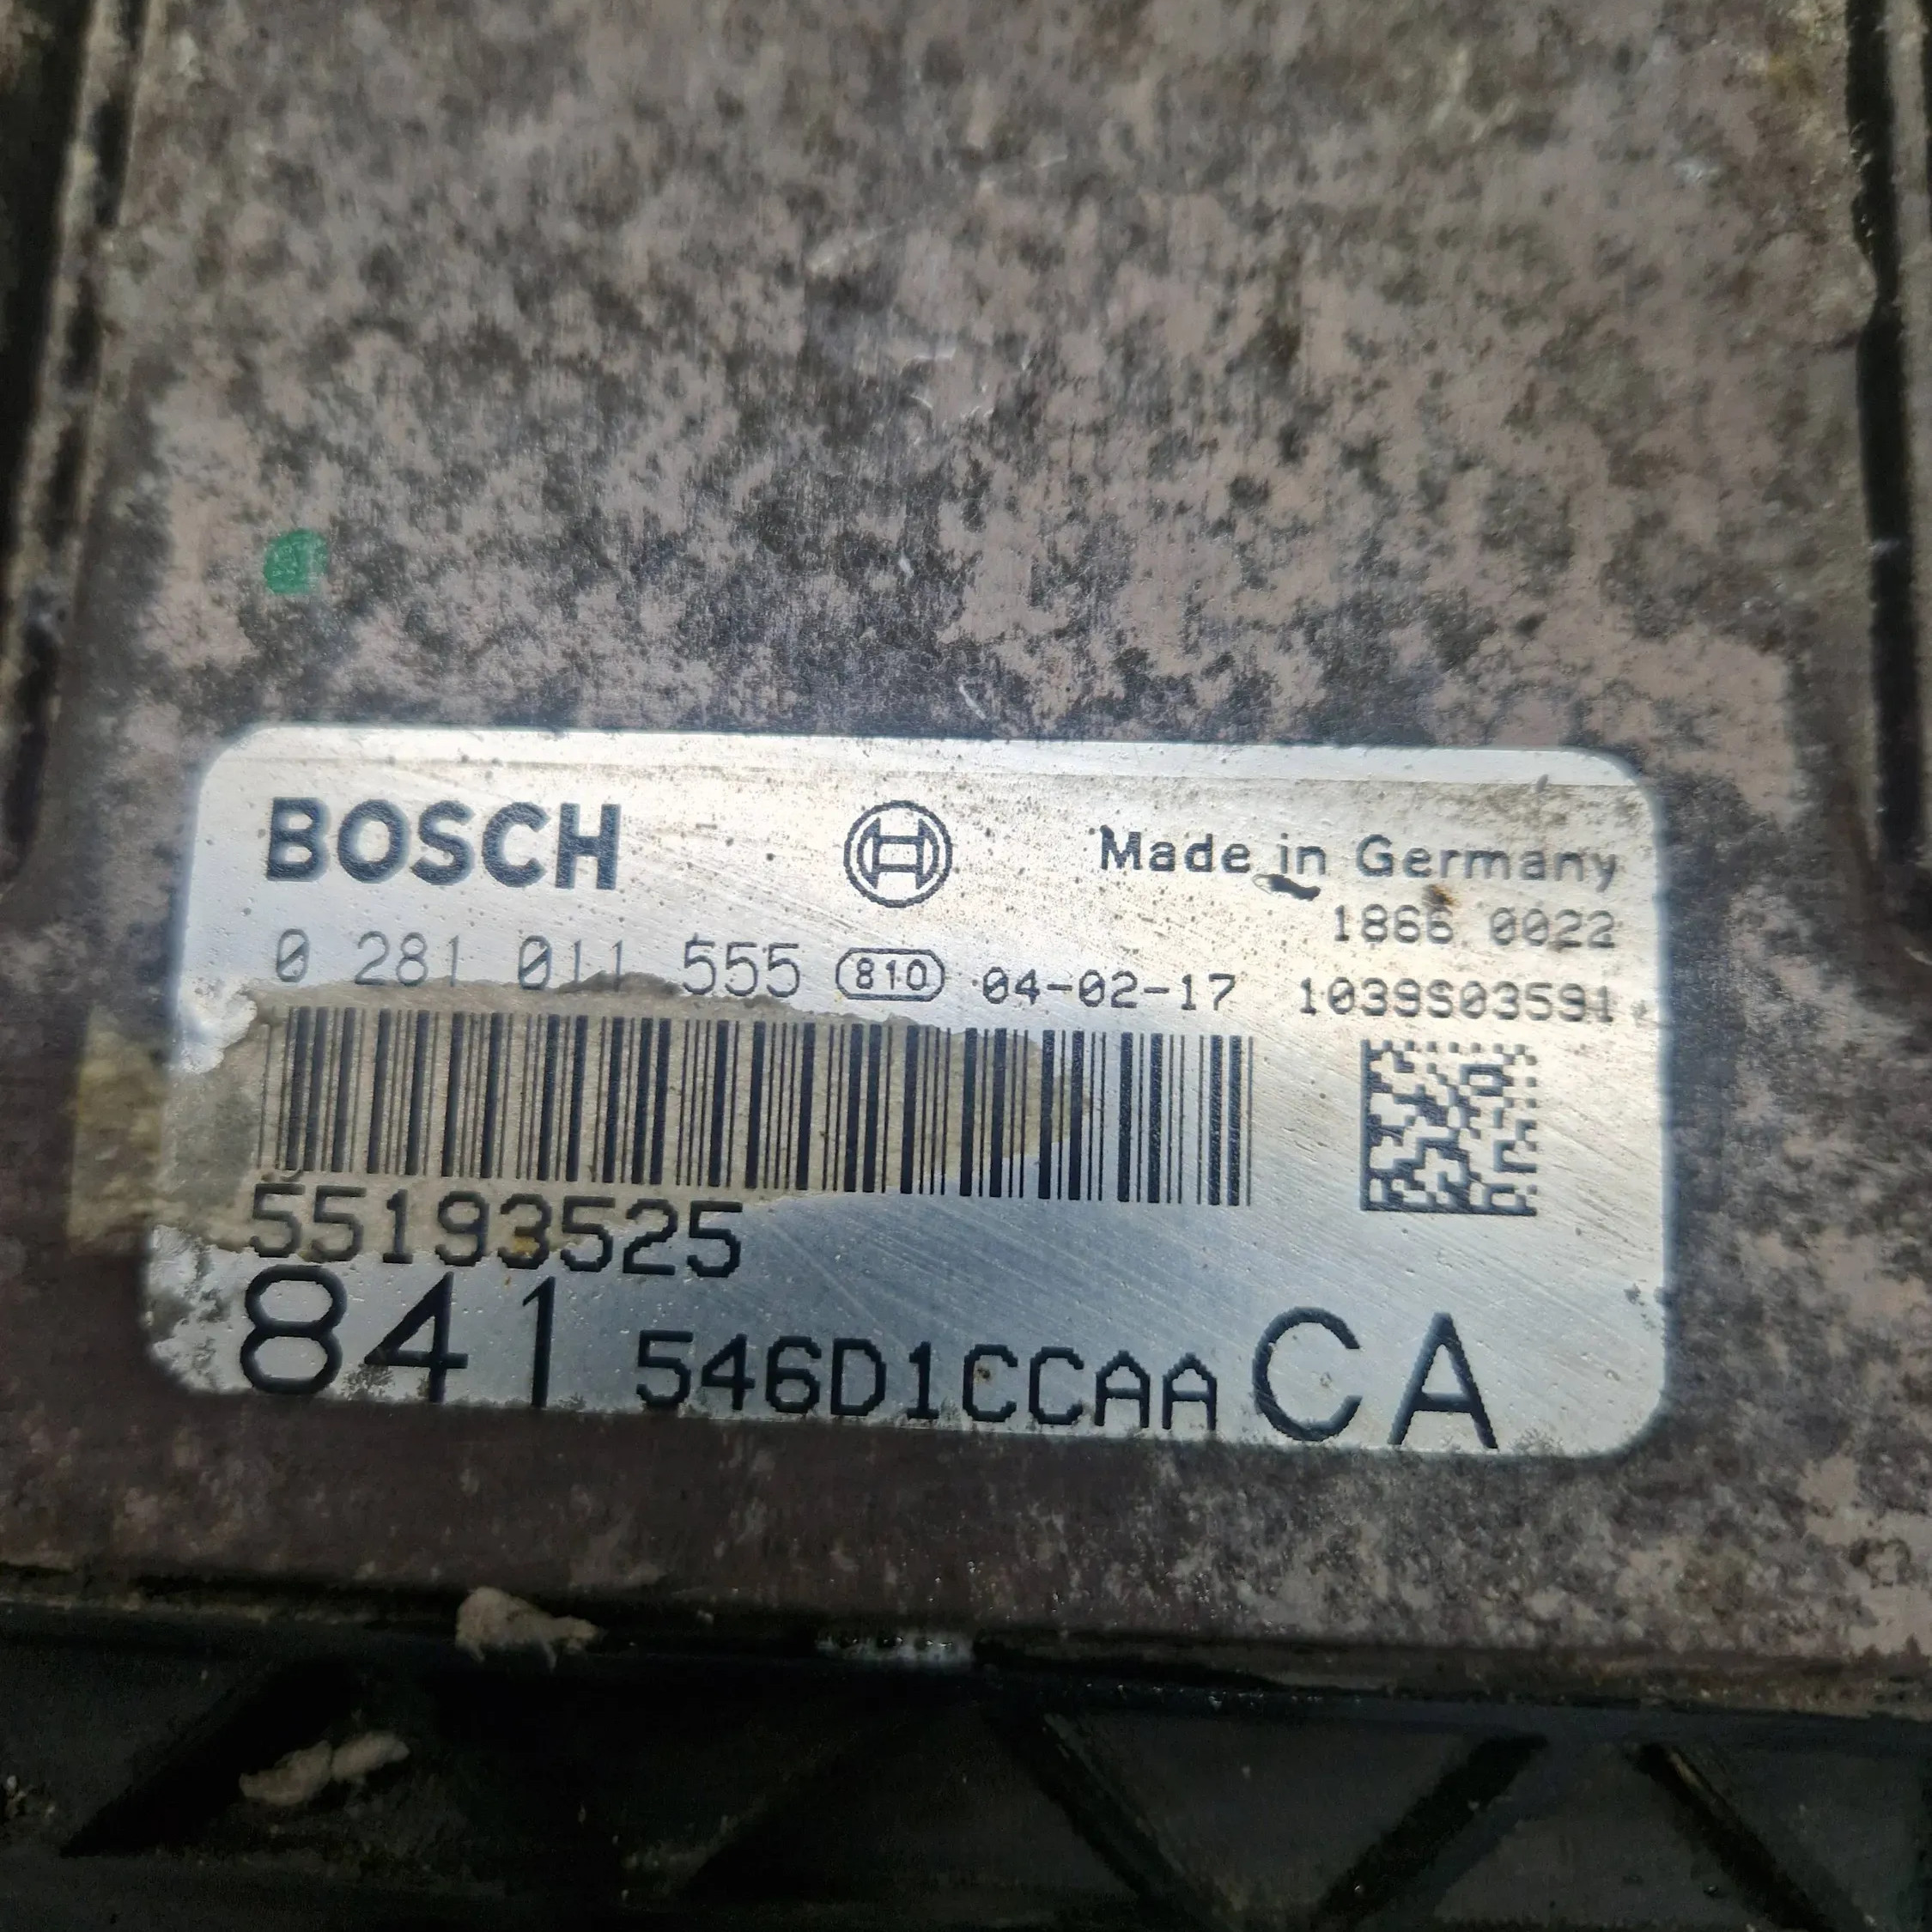 BOSCH Made in Germany
1866 0022
0 281 011 555 810 04-02-17 1039S03591
55193525
841 546D1CCAA CA